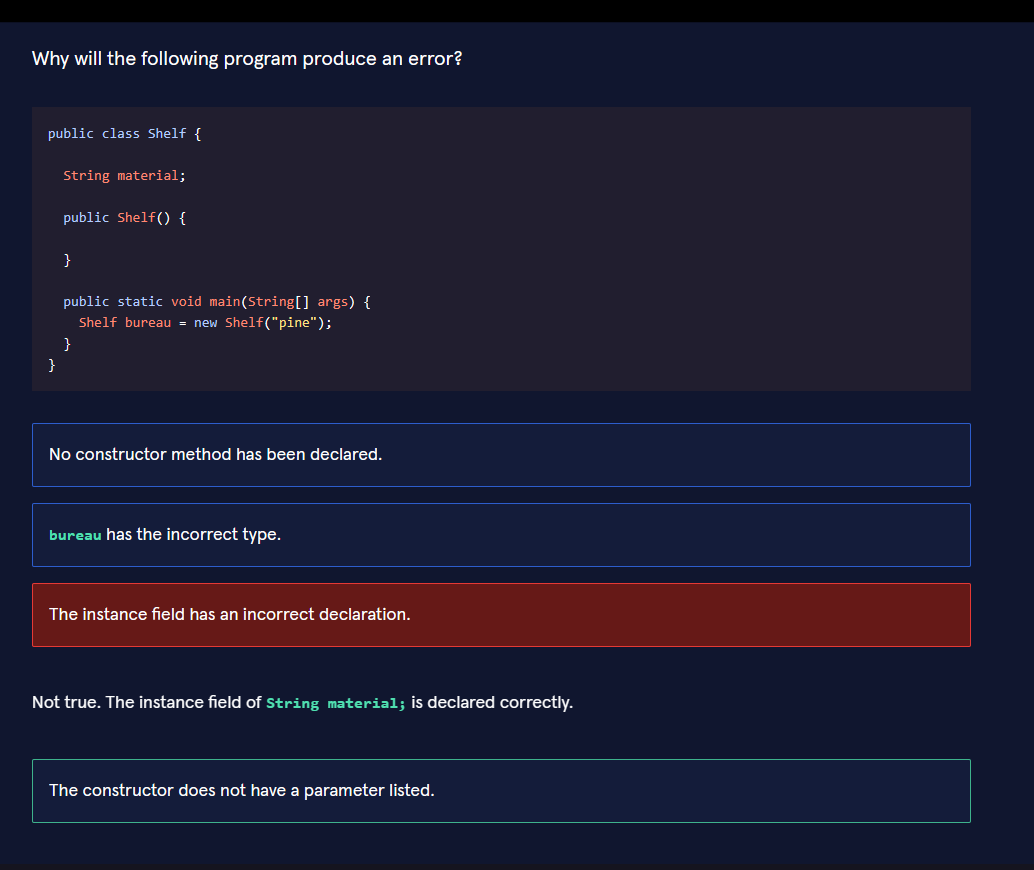 Why will the following program produce an error?
public class Shelf {
String material;
public Shelf() {
}
public static void main(String[] args) {
Shelf bureau = new Shelf("pine");
}
}
No constructor method has been declared.
bureau has the incorrect type.
The instance field has an incorrect declaration.
Not true. The instance field of String material; is declared correctly.
The constructor does not have a parameter listed.